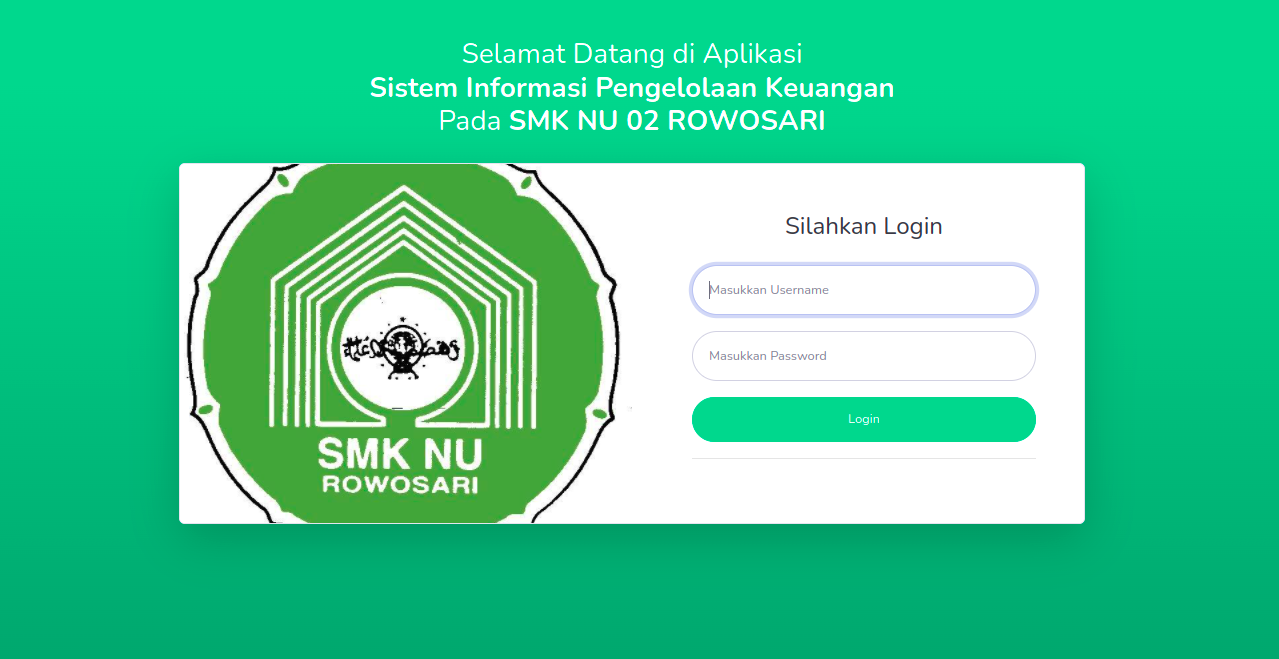 Selamat Datang di Aplikasi
Sistem Informasi Pengelolaan Keuangan
Pada SMK NU 02 ROWOSARI
SMK NU
ROWOSARI
Silahkan Login
Masukkan Username
Masukkan Password
Login